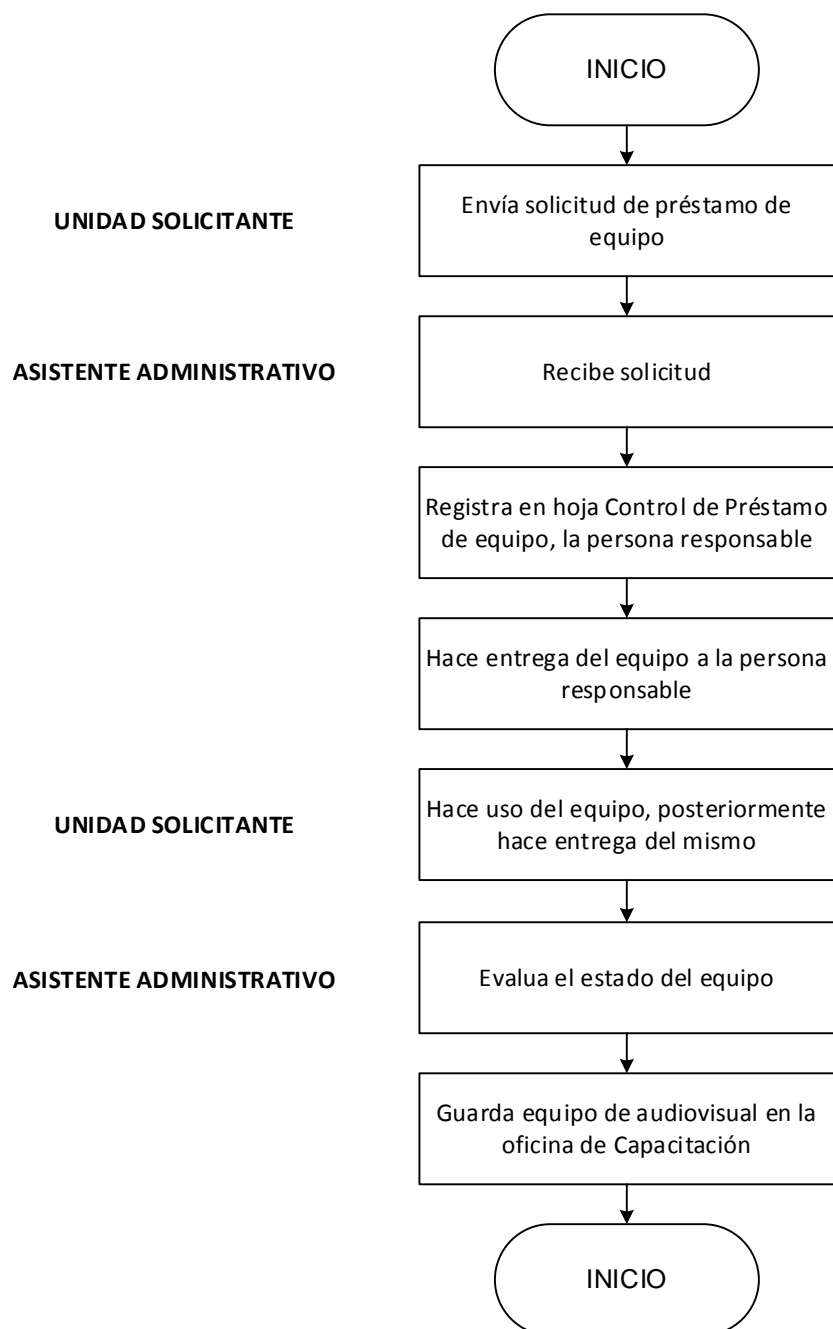 INICIO
UNIDAD SOLICITANTE
Envía solicitud de préstamo de
equipo
ASISTENTE ADMINISTRATIVO
Recibe solicitud
Registra en hoja Control de Préstamo
de equipo, la persona responsable
Hace entrega del equipo a la persona
responsable
UNIDAD SOLICITANTE
Hace uso del equipo, posteriormente
hace entrega del mismo
ASISTENTE ADMINISTRATIVO
Evalua el estado del equipo
Guarda equipo de audiovisual en la
oficina de Capacitación
INICIO